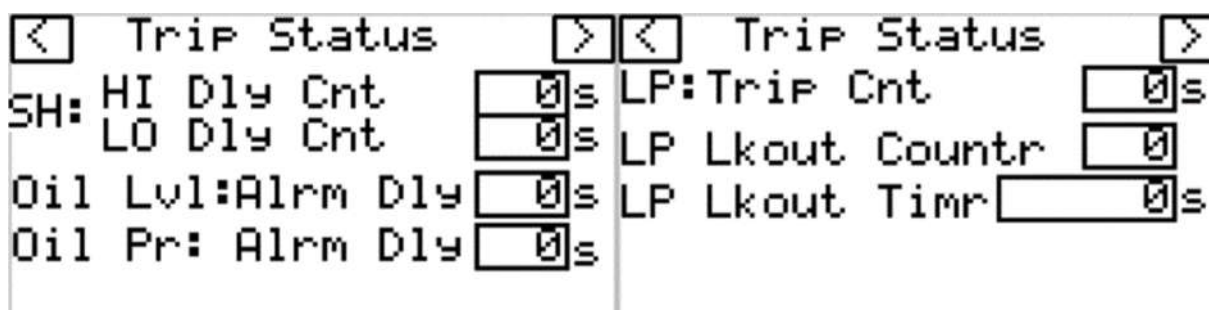 < Trip Status >
SH: HI Dly Cnt 0s
LO Dly Cnt 0s
Oil Lvl:Alrm Dly 0s
Oil Pr: Alrm Dly 0s
< Trip Status >
LP:Trip Cnt 0s
LP Lkout Countr 0
LP Lkout Timr 0s